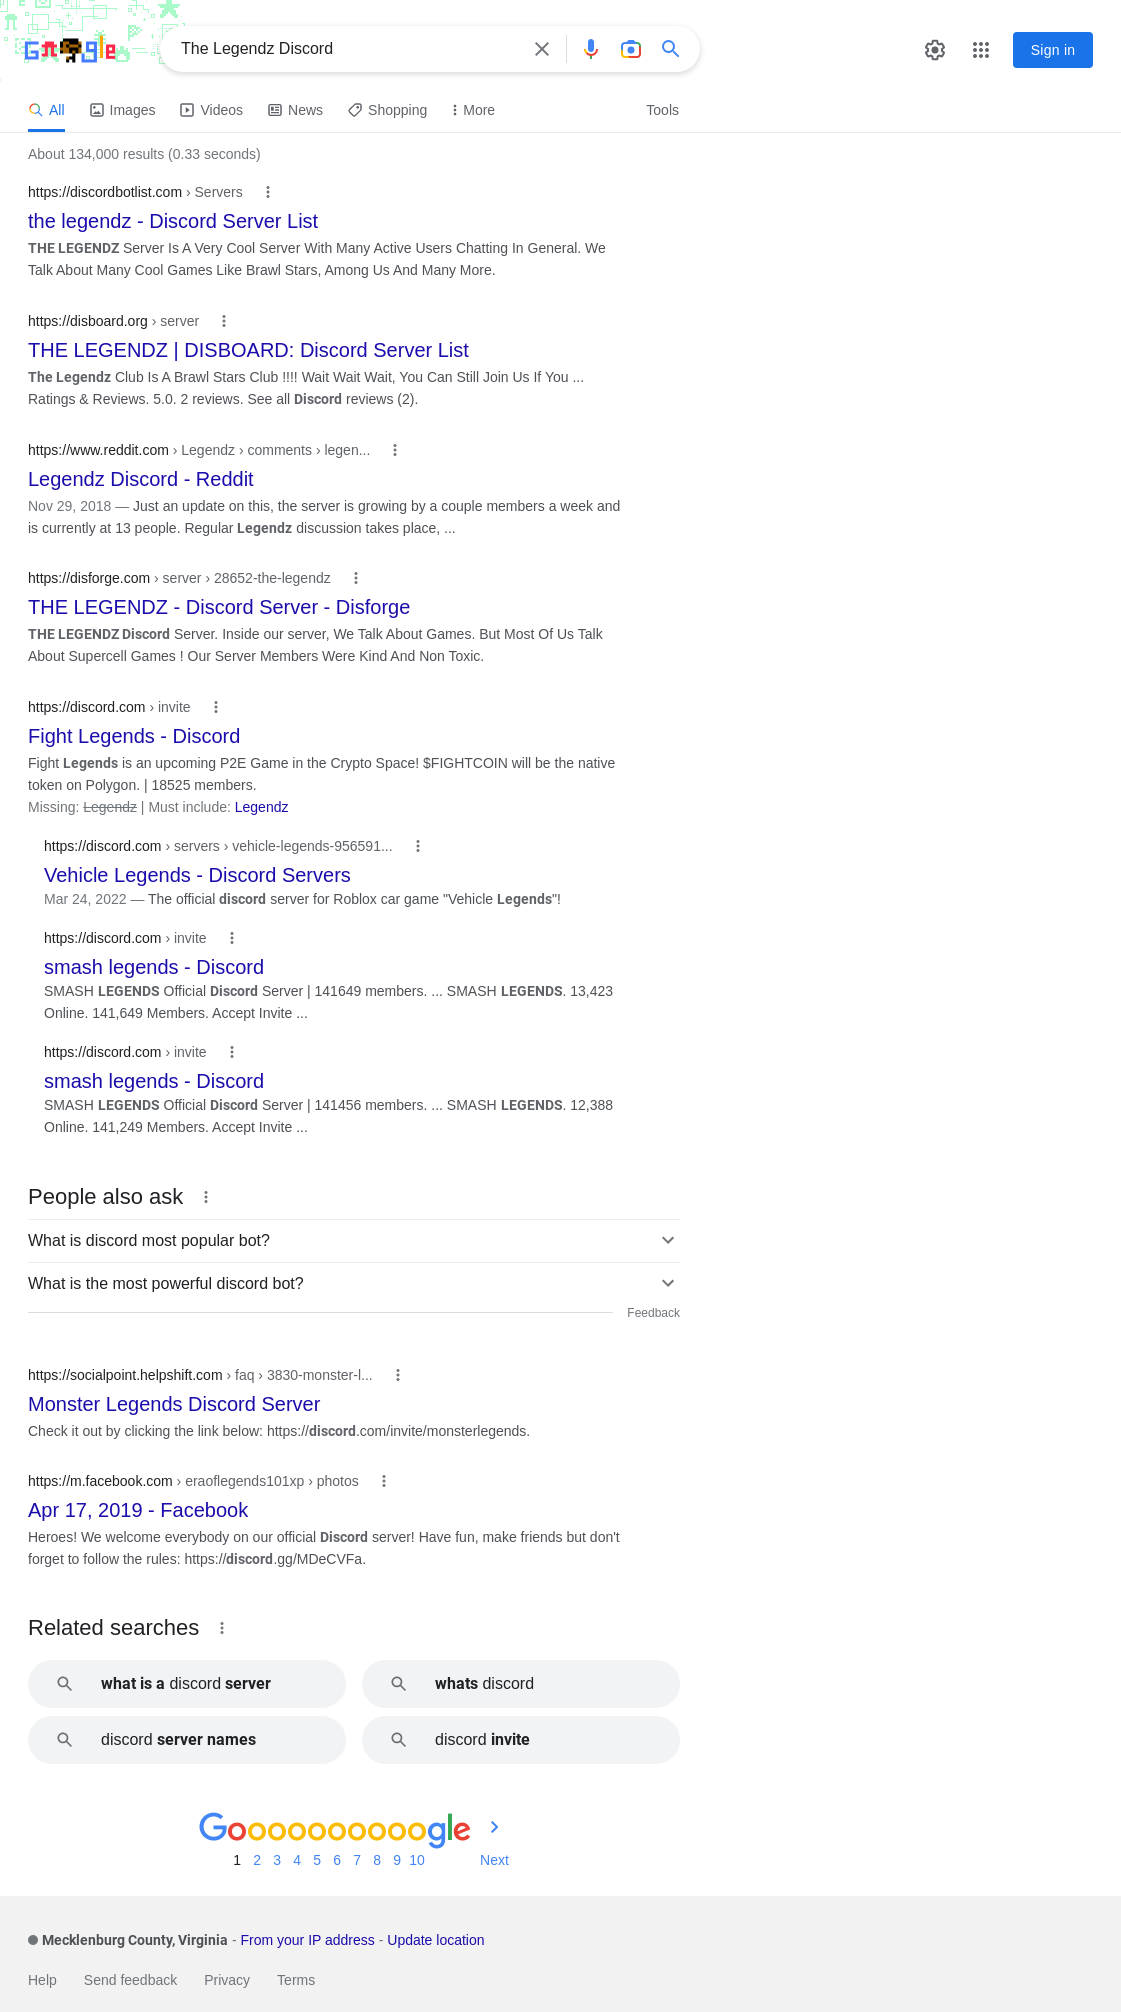 Google
The Legendz Discord
Sign in
All Images Videos News Shopping More Tools
About 134,000 results (0.33 seconds)
https://discordbotlist.com › Servers
the legendz - Discord Server List
THE LEGENDZ Server Is A Very Cool Server With Many Active Users Chatting In General. We
Talk About Many Cool Games Like Brawl Stars, Among Us And Many More.
https://disboard.org › server
THE LEGENDZ | DISBOARD: Discord Server List
The Legendz Club Is A Brawl Stars Club !!!! Wait Wait Wait, You Can Still Join Us If You ...
Ratings & Reviews. 5.0. 2 reviews. See all Discord reviews (2).
https://www.reddit.com › Legendz › comments › legen...
Legendz Discord - Reddit
Nov 29, 2018 — Just an update on this, the server is growing by a couple members a week and
is currently at 13 people. Regular Legendz discussion takes place, ...
https://disforge.com › server › 28652-the-legendz
THE LEGENDZ - Discord Server - Disforge
THE LEGENDZ Discord Server. Inside our server, We Talk About Games. But Most Of Us Talk
About Supercell Games ! Our Server Members Were Kind And Non Toxic.
https://discord.com › invite
Fight Legends - Discord
Fight Legends is an upcoming P2E Game in the Crypto Space! $FIGHTCOIN will be the native
token on Polygon. | 18525 members.
Missing: Legendz | Must include: Legendz
https://discord.com › servers › vehicle-legends-956591...
Vehicle Legends - Discord Servers
Mar 24, 2022 — The official discord server for Roblox car game "Vehicle Legends"!
https://discord.com › invite
smash legends - Discord
SMASH LEGENDS Official Discord Server | 141649 members. ... SMASH LEGENDS. 13,423
Online. 141,649 Members. Accept Invite ...
https://discord.com › invite
smash legends - Discord
SMASH LEGENDS Official Discord Server | 141456 members. ... SMASH LEGENDS. 12,388
Online. 141,249 Members. Accept Invite ...
People also ask
What is discord most popular bot?
What is the most powerful discord bot?
Feedback
https://socialpoint.helpshift.com › faq › 3830-monster-l...
Monster Legends Discord Server
Check it out by clicking the link below: https://discord.com/invite/monsterlegends.
https://m.facebook.com › eraoflegends101xp › photos
Apr 17, 2019 - Facebook
Heroes! We welcome everybody on our official Discord server! Have fun, make friends but don't
forget to follow the rules: https://discord.gg/MDeCVFa.
Related searches
what is a discord server
whats discord
discord server names
discord invite
Goooooooooogle
1 2 3 4 5 6 7 8 9 10 Next
Mecklenburg County, Virginia - From your IP address - Update location
Help Send feedback Privacy Terms